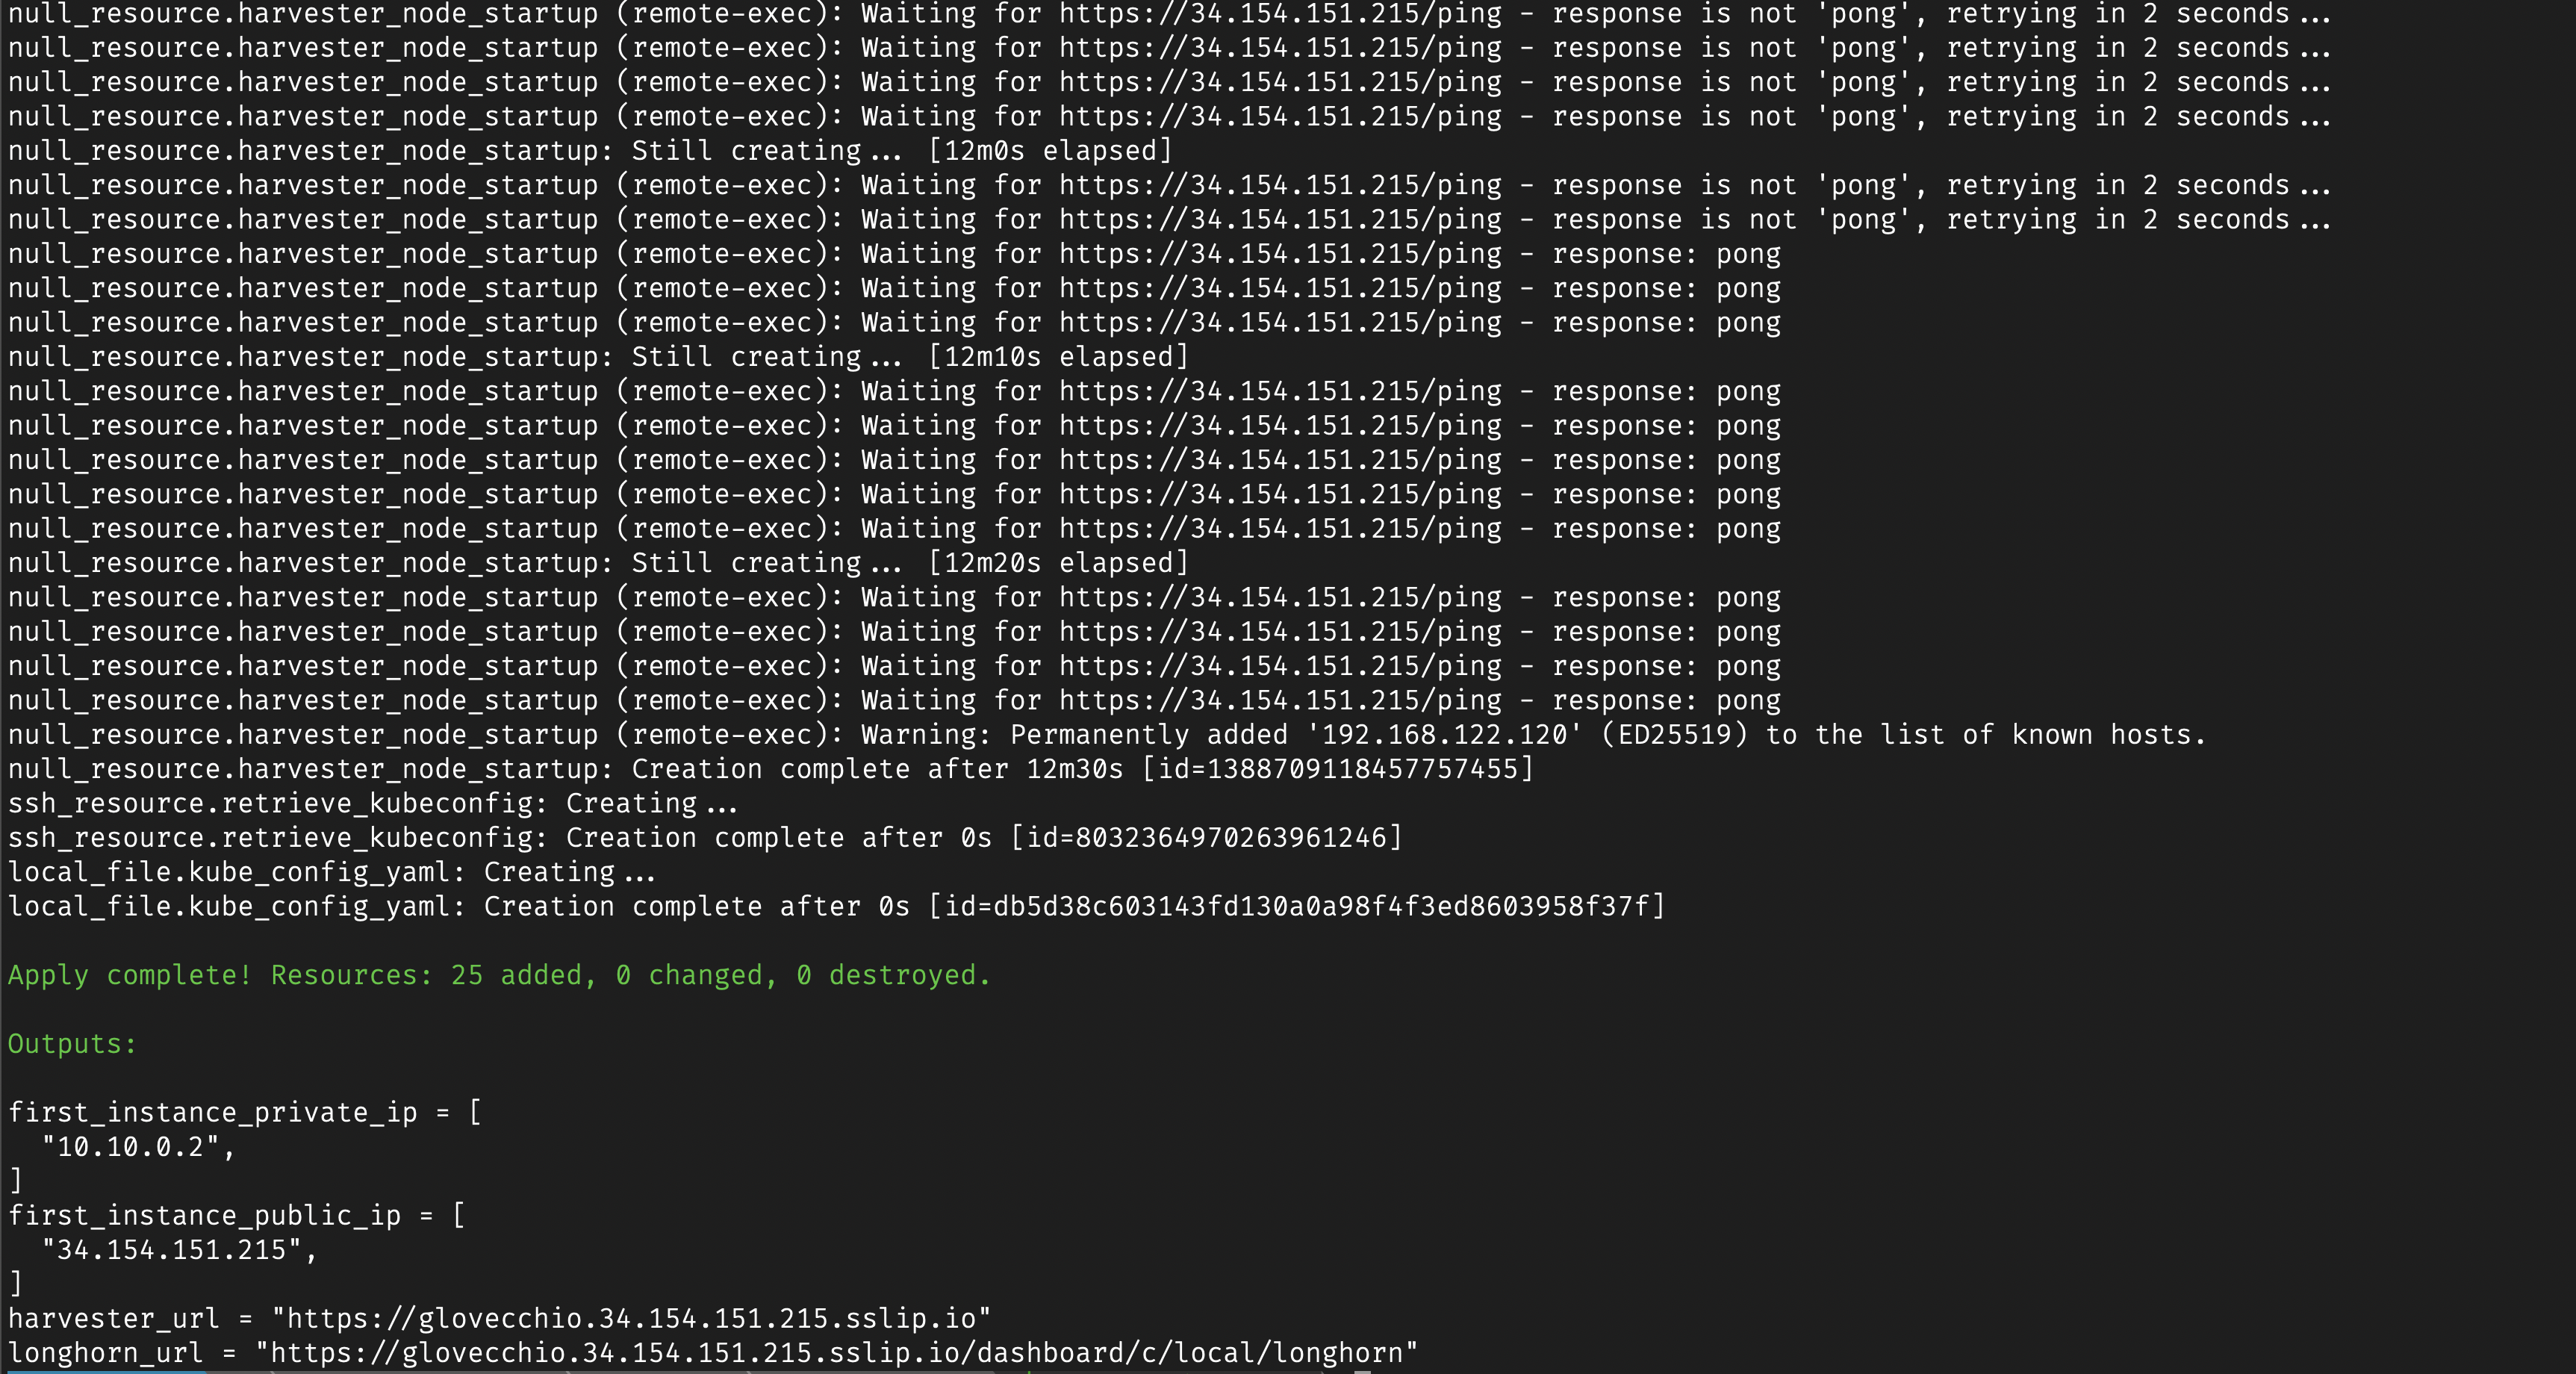 null_resource.harvester_node_startup (remote-exec): Waiting for https://34.154.151.215/ping - response is not 'pong', retrying in 2 seconds...
null_resource.harvester_node_startup (remote-exec): Waiting for https://34.154.151.215/ping - response is not 'pong', retrying in 2 seconds...
null_resource.harvester_node_startup (remote-exec): Waiting for https://34.154.151.215/ping - response is not 'pong', retrying in 2 seconds...
null_resource.harvester_node_startup (remote-exec): Waiting for https://34.154.151.215/ping - response is not 'pong', retrying in 2 seconds...
null_resource.harvester_node_startup: Still creating... [12m0s elapsed]
null_resource.harvester_node_startup (remote-exec): Waiting for https://34.154.151.215/ping - response is not 'pong', retrying in 2 seconds...
null_resource.harvester_node_startup (remote-exec): Waiting for https://34.154.151.215/ping - response is not 'pong', retrying in 2 seconds...
null_resource.harvester_node_startup (remote-exec): Waiting for https://34.154.151.215/ping - response: pong
null_resource.harvester_node_startup (remote-exec): Waiting for https://34.154.151.215/ping - response: pong
null_resource.harvester_node_startup (remote-exec): Waiting for https://34.154.151.215/ping - response: pong
null_resource.harvester_node_startup: Still creating... [12m10s elapsed]
null_resource.harvester_node_startup (remote-exec): Waiting for https://34.154.151.215/ping - response: pong
null_resource.harvester_node_startup (remote-exec): Waiting for https://34.154.151.215/ping - response: pong
null_resource.harvester_node_startup (remote-exec): Waiting for https://34.154.151.215/ping - response: pong
null_resource.harvester_node_startup (remote-exec): Waiting for https://34.154.151.215/ping - response: pong
null_resource.harvester_node_startup (remote-exec): Waiting for https://34.154.151.215/ping - response: pong
null_resource.harvester_node_startup: Still creating... [12m20s elapsed]
null_resource.harvester_node_startup (remote-exec): Waiting for https://34.154.151.215/ping - response: pong
null_resource.harvester_node_startup (remote-exec): Waiting for https://34.154.151.215/ping - response: pong
null_resource.harvester_node_startup (remote-exec): Waiting for https://34.154.151.215/ping - response: pong
null_resource.harvester_node_startup (remote-exec): Waiting for https://34.154.151.215/ping - response: pong
null_resource.harvester_node_startup (remote-exec): Warning: Permanently added '192.168.122.120' (ED25519) to the list of known hosts.
null_resource.harvester_node_startup: Creation complete after 12m30s [id=1388709118457757455]
ssh_resource.retrieve_kubeconfig: Creating...
ssh_resource.retrieve_kubeconfig: Creation complete after 0s [id=8032364970263961246]
local_file.kube_config_yaml: Creating...
local_file.kube_config_yaml: Creation complete after 0s [id=db5d38c603143fd130a0a98f4f3ed8603958f37f]
Apply complete! Resources: 25 added, 0 changed, 0 destroyed.
Outputs:
first_instance_private_ip = [
  "10.10.0.2",
]
first_instance_public_ip = [
  "34.154.151.215",
]
harvester_url = "https://glovecchio.34.154.151.215.sslip.io"
longhorn_url = "https://glovecchio.34.154.151.215.sslip.io/dashboard/c/local/longhorn"